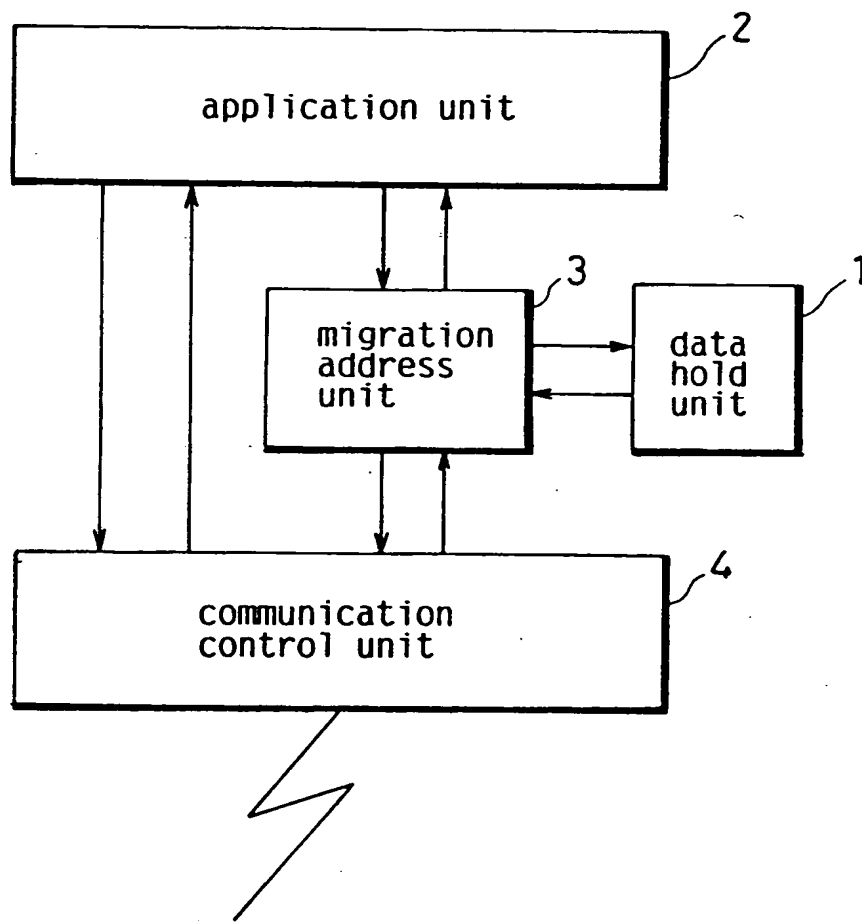 2
application unit
3
1
migration
address
unit
data
hold
unit
4
communication
control unit